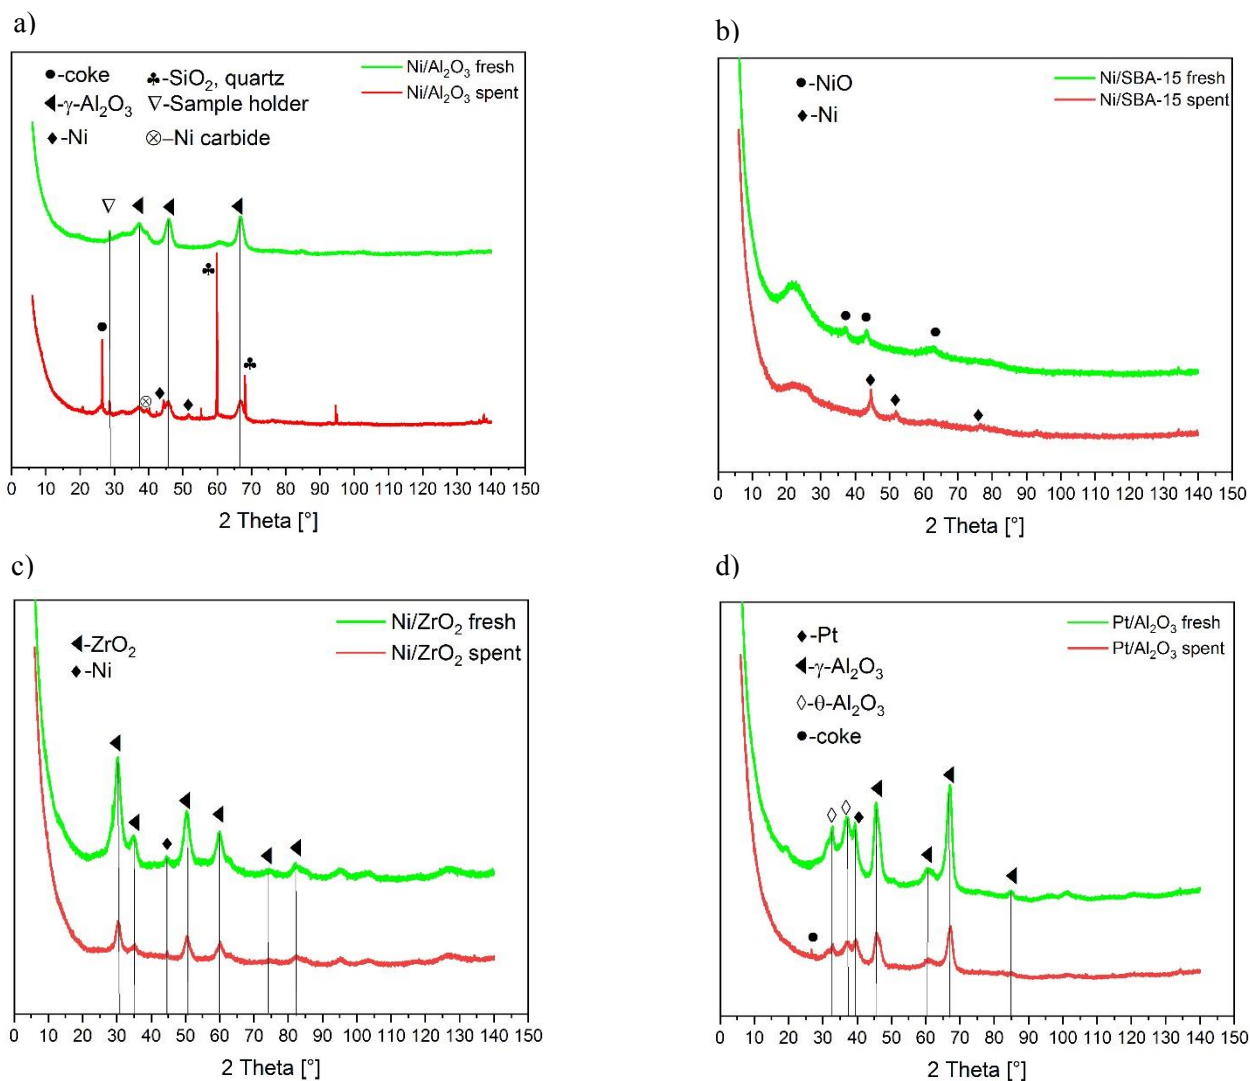 a)
●-coke
♣-SiO₂, quartz
Ni/Al₂O₃ fresh
◀-γ-Al₂O₃
▽-Sample holder
Ni/Al₂O₃ spent
♦-Ni
⊗–Ni carbide
0 10 20 30 40 50 60 70 80 90 100 110 120 130 140 150
2 Theta [°]
b)
●-NiO
Ni/SBA-15 fresh
♦-Ni
Ni/SBA-15 spent
0 10 20 30 40 50 60 70 80 90 100 110 120 130 140 150
2 Theta [°]
c)
◀-ZrO₂
Ni/ZrO₂ fresh
♦-Ni
Ni/ZrO₂ spent
0 10 20 30 40 50 60 70 80 90 100 110 120 130 140 150
2 Theta [°]
d)
♦-Pt
Pt/Al₂O₃ fresh
◀-γ-Al₂O₃
Pt/Al₂O₃ spent
◊-θ-Al₂O₃
●-coke
0 10 20 30 40 50 60 70 80 90 100 110 120 130 140 150
2 Theta [°]